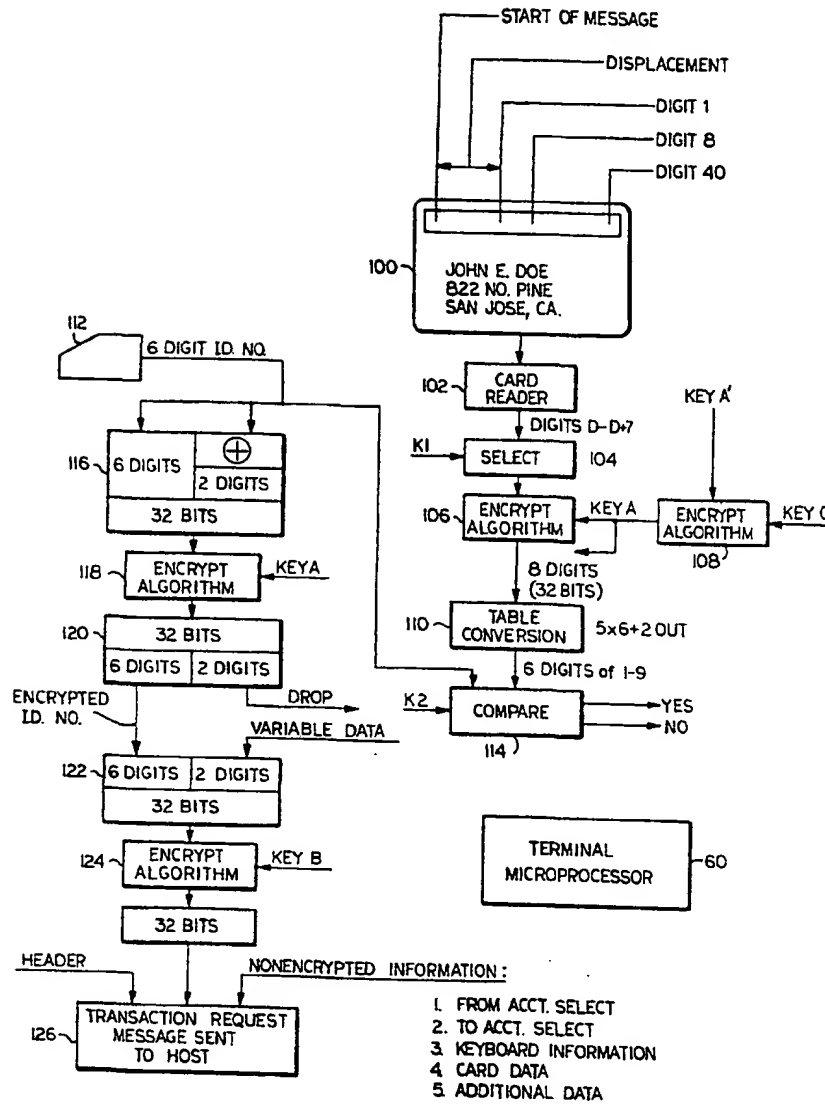 START OF MESSAGE
DISPLACEMENT
DIGIT 1
DIGIT 8
DIGIT 40
100
JOHN E. DOE
822 NO. PINE
SAN JOSE, CA.
112
6 DIGIT I.D. NO.
102
CARD READER
KEY A'
DIGITS D-D+7
K1
SELECT
104
116
6 DIGITS
2 DIGITS
32 BITS
106
ENCRYPT ALGORITHM
KEY A
ENCRYPT ALGORITHM
108
KEY C
118
ENCRYPT ALGORITHM
KEY A
8 DIGITS
(32 BITS)
120
32 BITS
6 DIGITS
2 DIGITS
110
TABLE CONVERSION
5x6+2 OUT
6 DIGITS of 1-9
ENCRYPTED I.D. NO.
DROP
K2
COMPARE
114
YES
NO
VARIABLE DATA
122
6 DIGITS
2 DIGITS
32 BITS
124
ENCRYPT ALGORITHM
KEY B
TERMINAL MICROPROCESSOR
60
32 BITS
HEADER
NONENCRYPTED INFORMATION:
126
TRANSACTION REQUEST
MESSAGE SENT
TO HOST
1. FROM ACCT. SELECT
2. TO ACCT. SELECT
3. KEYBOARD INFORMATION
4. CARD DATA
5. ADDITIONAL DATA